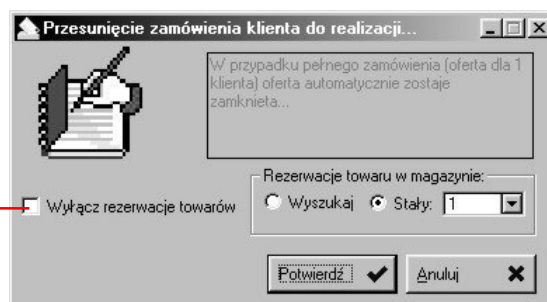 Przesunięcie zamówienia klienta do realizacji...
W przypadku pełnego zamówienia (oferta dla 1
klienta) oferta automatycznie zostaje
zamknieta...
Rezerwacje towaru w magazynie:
Wyłącz rezerwacje towarów
Wyszukaj Stały: 1
Potwierdź Anuluj